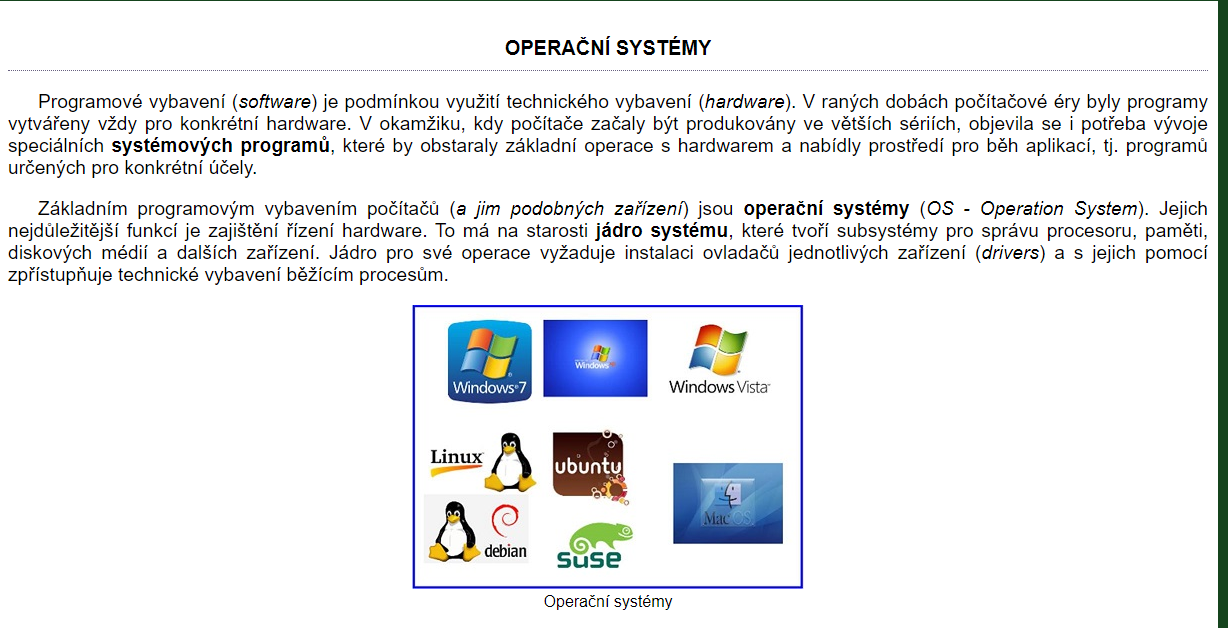 OPERAČNÍ SYSTÉMY
Programové vybavení (software) je podmínkou využití technického vybavení (hardware). V raných dobách počítačové éry byly programy
vytvářeny vždy pro konkrétní hardware. V okamžiku, kdy počítače začaly být produkovány ve větších sériích, objevila se i potřeba vývoje
speciálních systémových programů, které by obstaraly základní operace s hardwarem a nabídly prostředí pro běh aplikací, tj. programů
určených pro konkrétní účely.
Základním programovým vybavením počítačů (a jim podobných zařízení) jsou operační systémy (OS - Operation System). Jejich
nejdůležitější funkcí je zajištění řízení hardware. To má na starosti jádro systému, které tvoří subsystémy pro správu procesoru, paměti,
diskových médií a dalších zařízení. Jádro pro své operace vyžaduje instalaci ovladačů jednotlivých zařízení (drivers) a s jejich pomocí
zpřístupňuje technické vybavení běžícím procesům.
Windows 7
Windows
Windows Vista
Linux
ubuntu
Mac OS
debian
suse
Operační systémy